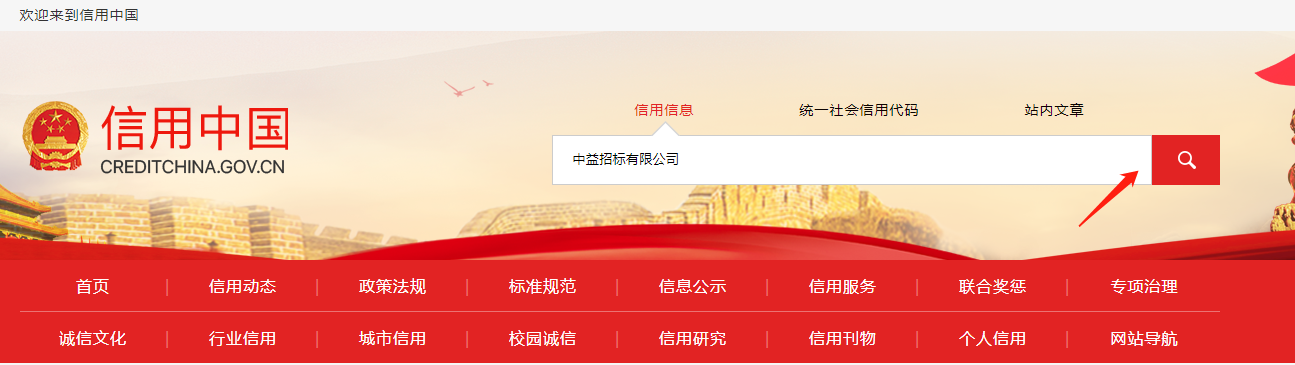 欢迎来到信用中国
信用中国
CREDITCHINA.GOV.CN
信用信息 统一社会信用代码 站内文章
中益招标有限公司
首页 | 信用动态 | 政策法规 | 标准规范 | 信息公示 | 信用服务 | 联合奖惩 | 专项治理
诚信文化 | 行业信用 | 城市信用 | 校园诚信 | 信用研究 | 信用刊物 | 个人信用 | 网站导航